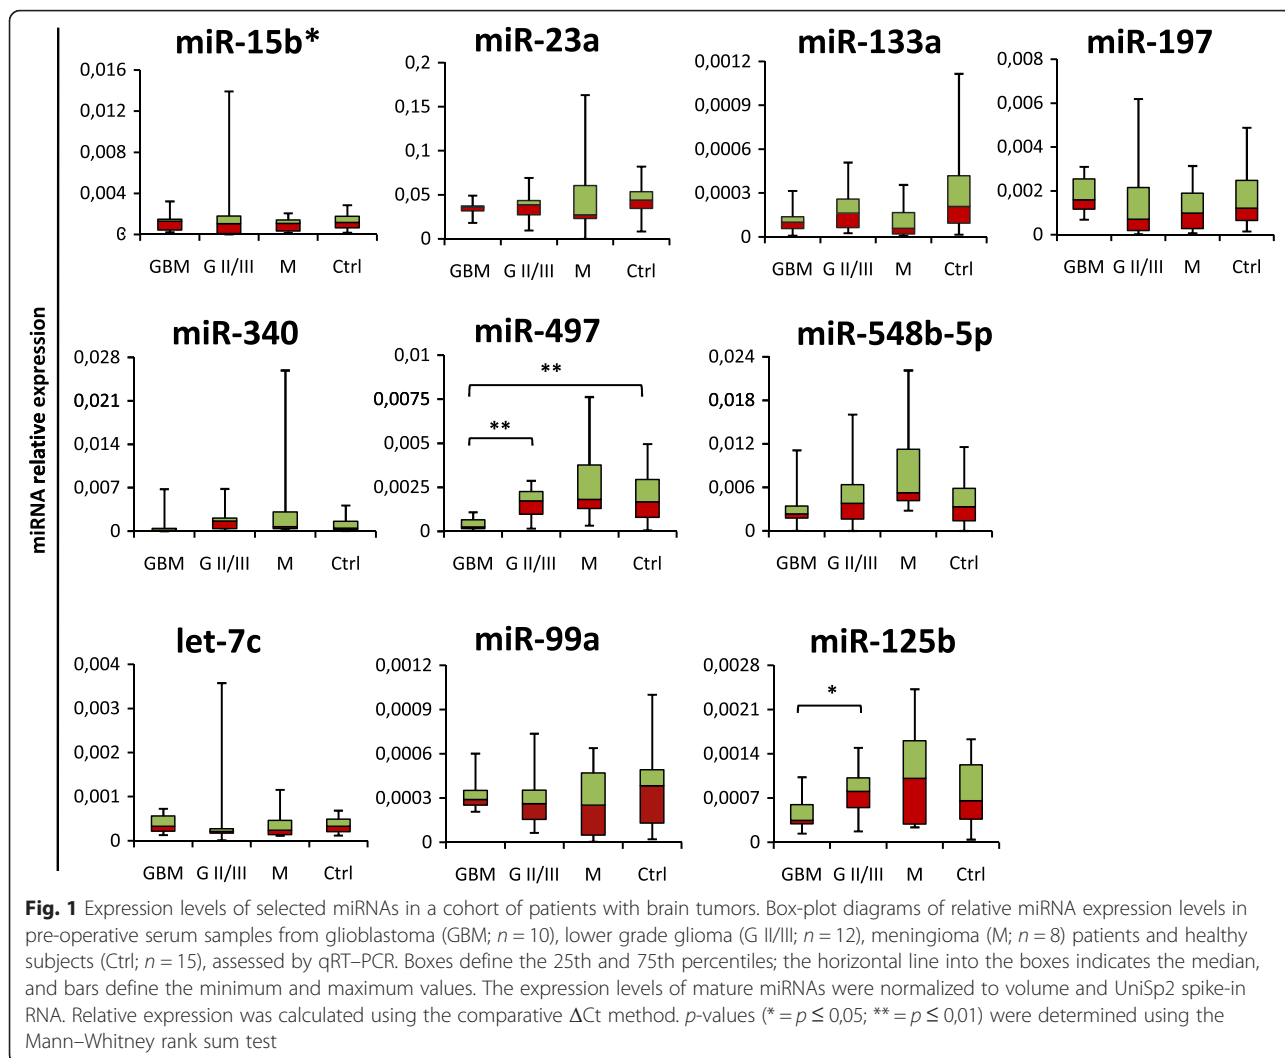 miRNA relative expression
miR-15b*
0,016
0,012
0,008
0,004
6
GBM G II/III M Ctrl
miR-23a
0,2
0,15
0,1
0,05
0
GBM G II/III M Ctrl
miR-133a
0,0012
0,0009
0,0006
0,0003
0
GBM G II/III M Ctrl
miR-197
0,008
0,006
0,004
0,002
0
GBM G II/III M Ctrl
miR-340
0,028
0,021
0,014
0,007
0
GBM G II/III M Ctrl
miR-497
0,01
0,0075
0,005
0,0025
0
**
**
GBM G II/III M Ctrl
miR-548b-5p
0,024
0,018
0,012
0,006
0
GBM G II/III M Ctrl
let-7c
0,004
0,003
0,002
0,001
0
GBM G II/III M Ctrl
miR-99a
0,0012
0,0009
0,0006
0,0003
0
GBM G II/III M Ctrl
miR-125b
0,0028
0,0021
0,0014
0,0007
0
*
GBM G II/III M Ctrl
Fig. 1 Expression levels of selected miRNAs in a cohort of patients with brain tumors. Box-plot diagrams of relative miRNA expression levels in
pre-operative serum samples from glioblastoma (GBM; n = 10), lower grade glioma (G II/III; n = 12), meningioma (M; n = 8) patients and healthy
subjects (Ctrl; n = 15), assessed by qRT–PCR. Boxes define the 25th and 75th percentiles; the horizontal line into the boxes indicates the median,
and bars define the minimum and maximum values. The expression levels of mature miRNAs were normalized to volume and UniSp2 spike-in
RNA. Relative expression was calculated using the comparative ΔCt method. p-values (* = p ≤ 0,05; ** = p ≤ 0,01) were determined using the
Mann–Whitney rank sum test